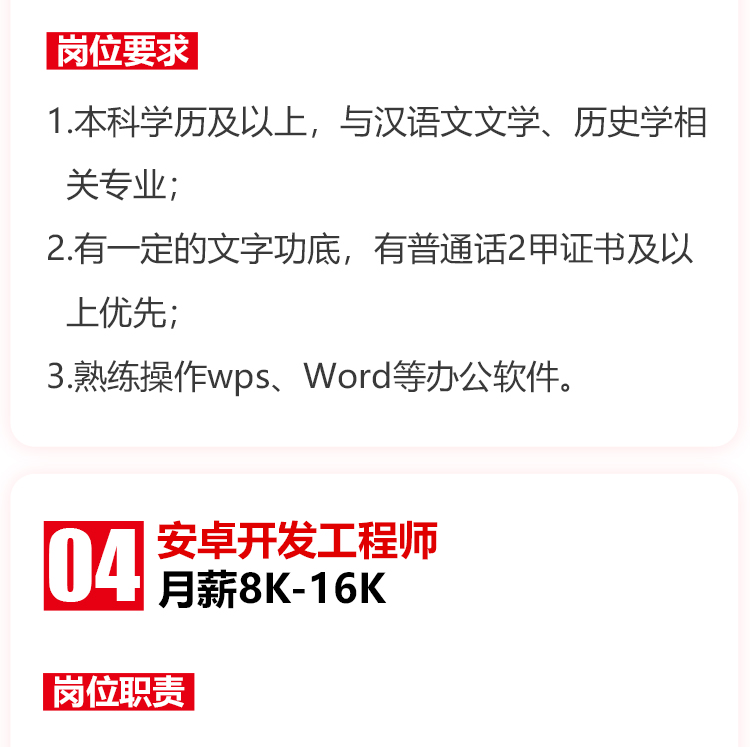 岗位要求
1.本科学历及以上，与汉语文文学、历史学相
关专业；
2.有一定的文字功底，有普通话2甲证书及以
上优先；
3.熟练操作wps、Word等办公软件。
04
安卓开发工程师
月薪8K-16K
岗位职责